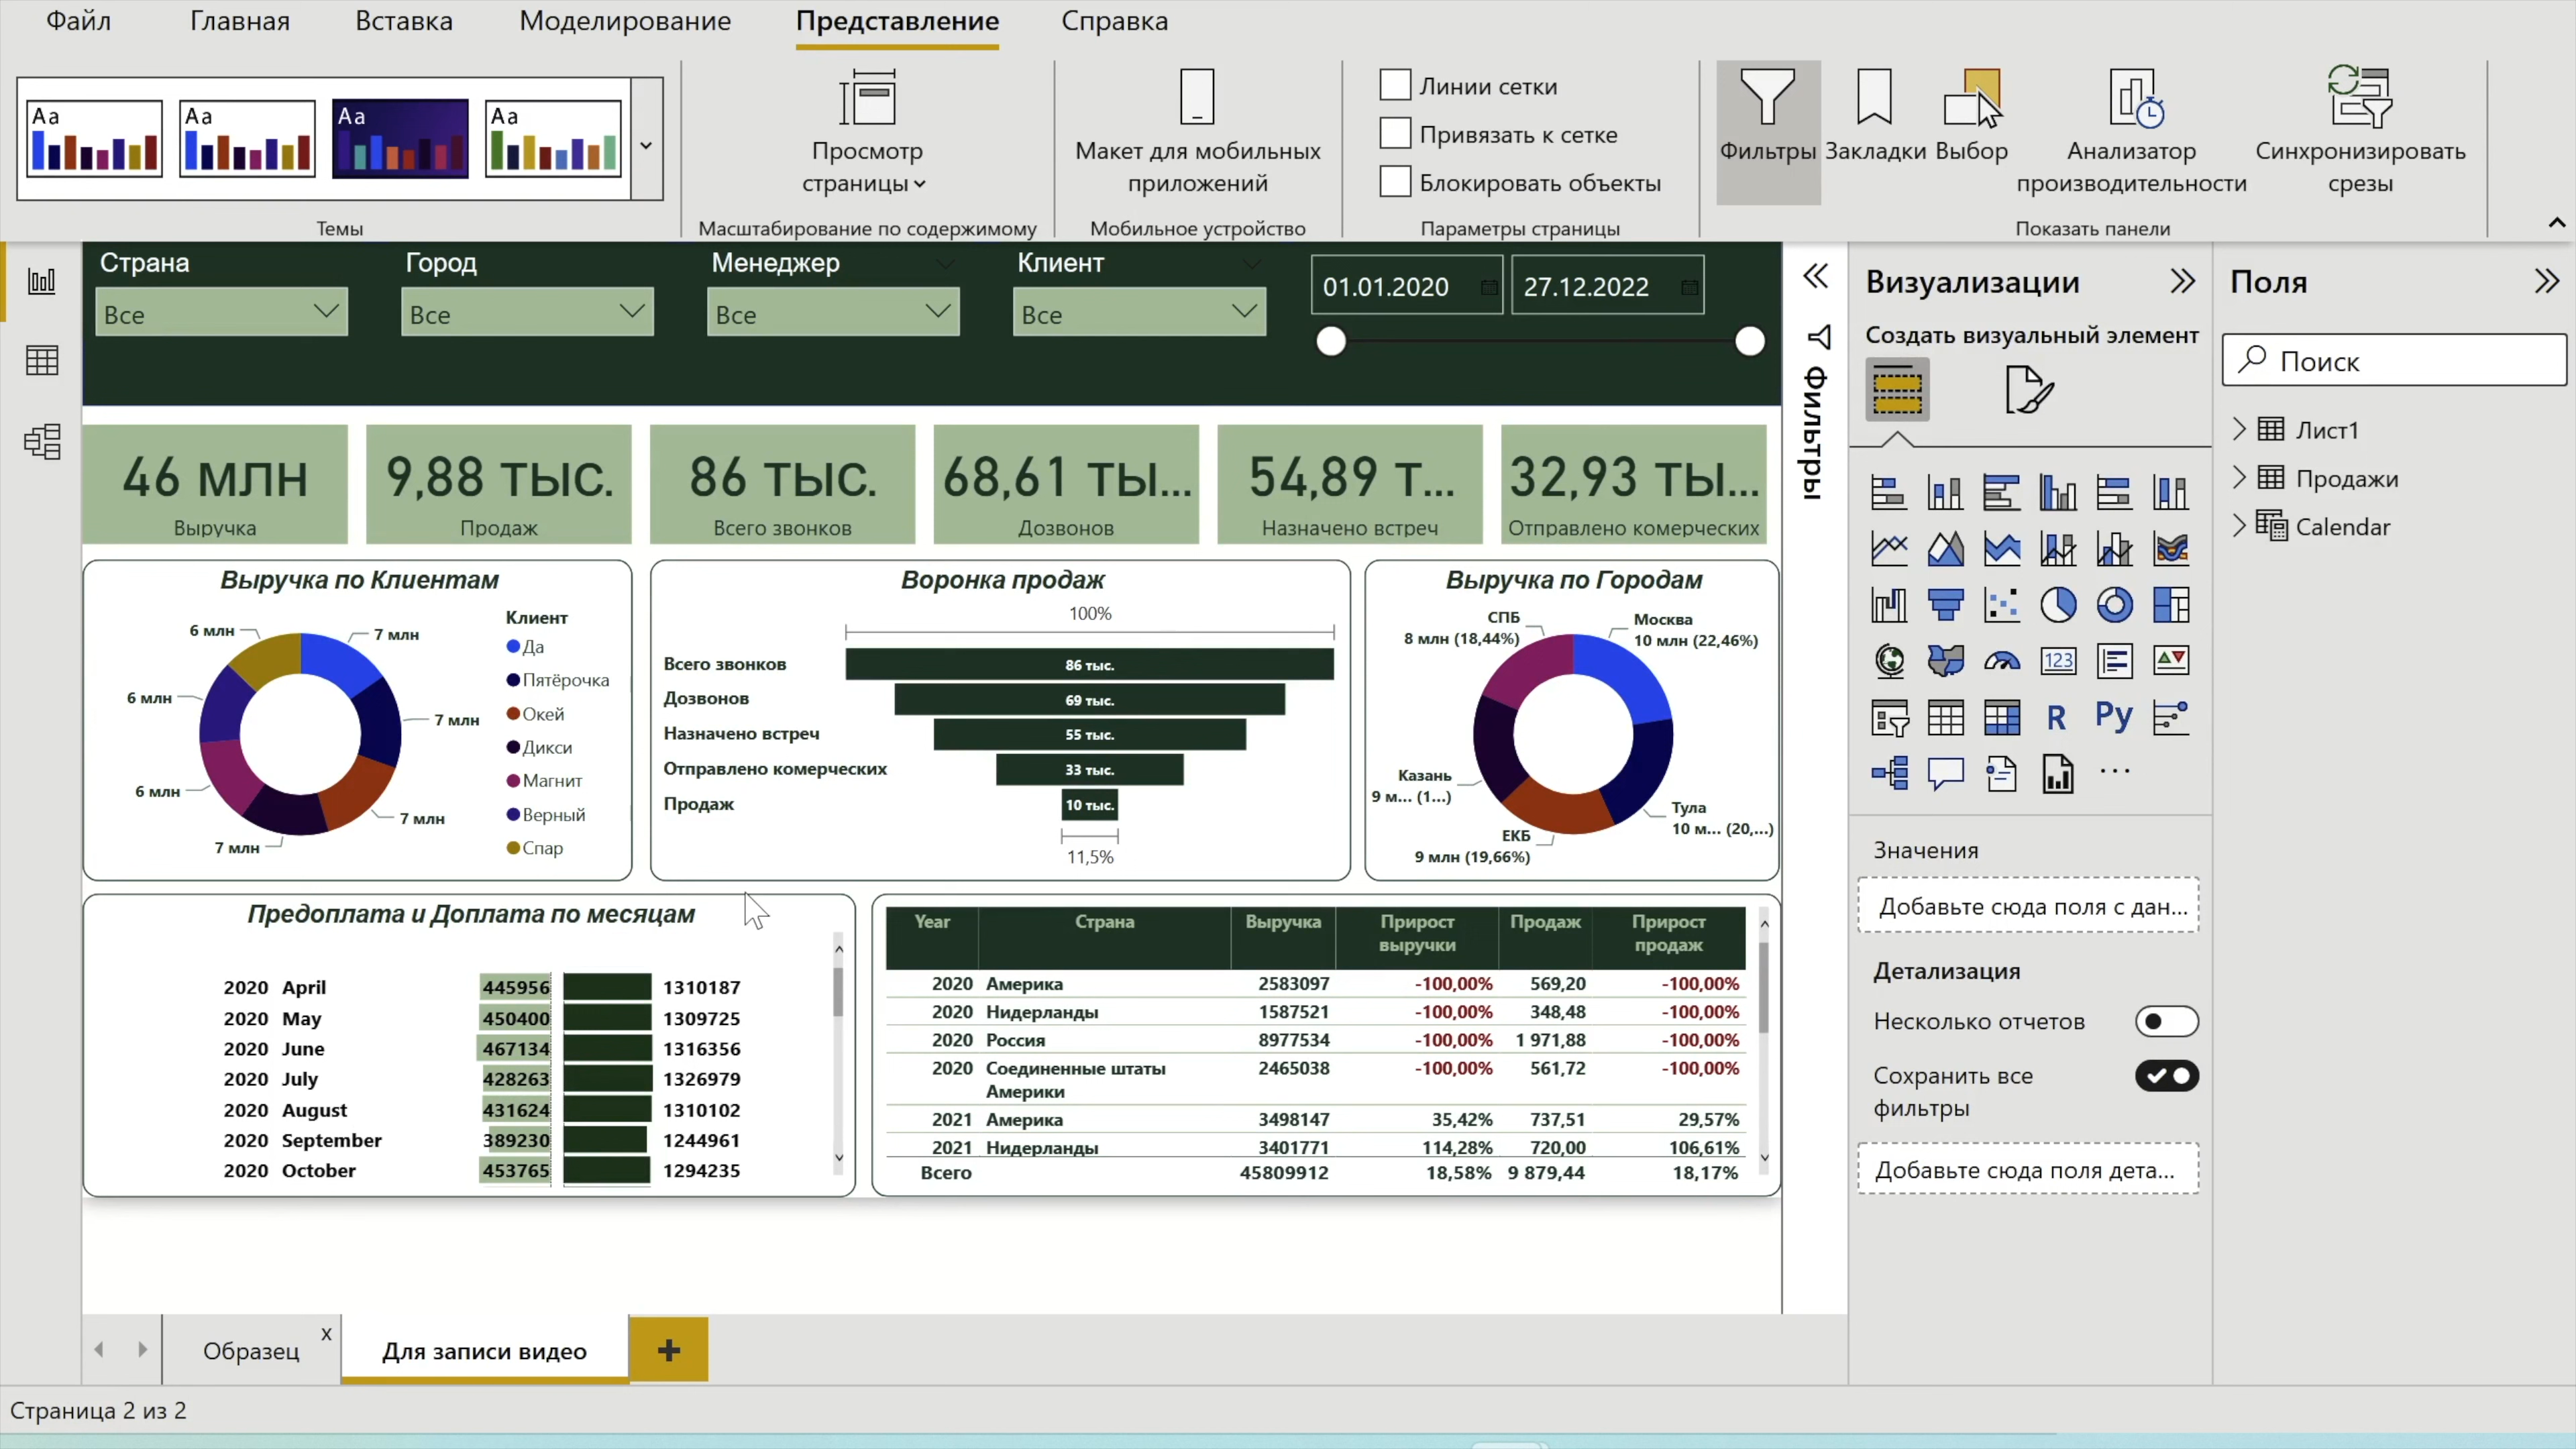 Файл Главная Вставка Моделирование Представление Справка
Aa Aa Aa Aa
Темы
Просмотр
страницы
Масштабирование по содержимому
Макет для мобильных
приложений
Мобильное устройство
Линии сетки
Привязать к сетке
Блокировать объекты
Параметры страницы
Фильтры Закладки Выбор
Анализатор
производительности
Синхронизировать
срезы
Показать панели
Страна Город Менеджер Клиент
Все Все Все Все
01.01.2020 27.12.2022
46 млн
Выручка
9,88 тыс.
Продаж
86 тыс.
Всего звонков
68,61 ты...
Дозвонов
54,89 т...
Назначено встреч
32,93 ты...
Отправлено комерческих
Выручка по Клиентам
6 млн
7 млн
6 млн
7 млн
6 млн
7 млн
7 млн
Клиент
Да
Пятёрочка
Окей
Дикси
Магнит
Верный
Спар
Воронка продаж
100%
Всего звонков 86 тыс.
Дозвонов 69 тыс.
Назначено встреч 55 тыс.
Отправлено комерческих 33 тыс.
Продаж 10 тыс.
11,5%
Выручка по Городам
СПБ
8 млн (18,44%)
Москва
10 млн (22,46%)
Казань
9 м... (1...)
Тула
10 м... (20,...)
ЕКБ
9 млн (19,66%)
Предоплата и Доплата по месяцам
2020 April 445956 1310187
2020 May 450400 1309725
2020 June 467134 1316356
2020 July 428263 1326979
2020 August 431624 1310102
2020 September 389230 1244961
2020 October 453765 1294235
Year Страна Выручка Прирост выручки Продаж Прирост продаж
2020 Америка 2583097 -100,00% 569,20 -100,00%
2020 Нидерланды 1587521 -100,00% 348,48 -100,00%
2020 Россия 8977534 -100,00% 1 971,88 -100,00%
2020 Соединенные штаты Америки 2465038 -100,00% 561,72 -100,00%
2021 Америка 3498147 35,42% 737,51 29,57%
2021 Нидерланды 3401771 114,28% 720,00 106,61%
Всего 45809912 18,58% 9 879,44 18,17%
Фильтры
Визуализации
Создать визуальный элемент
123
R Py
...
Значения
Добавьте сюда поля с дан...
Детализация
Несколько отчетов
Сохранить все
фильтры
Добавьте сюда поля дета...
Поля
Поиск
Лист1
Продажи
Calendar
Образец x
Для записи видео
+
Страница 2 из 2